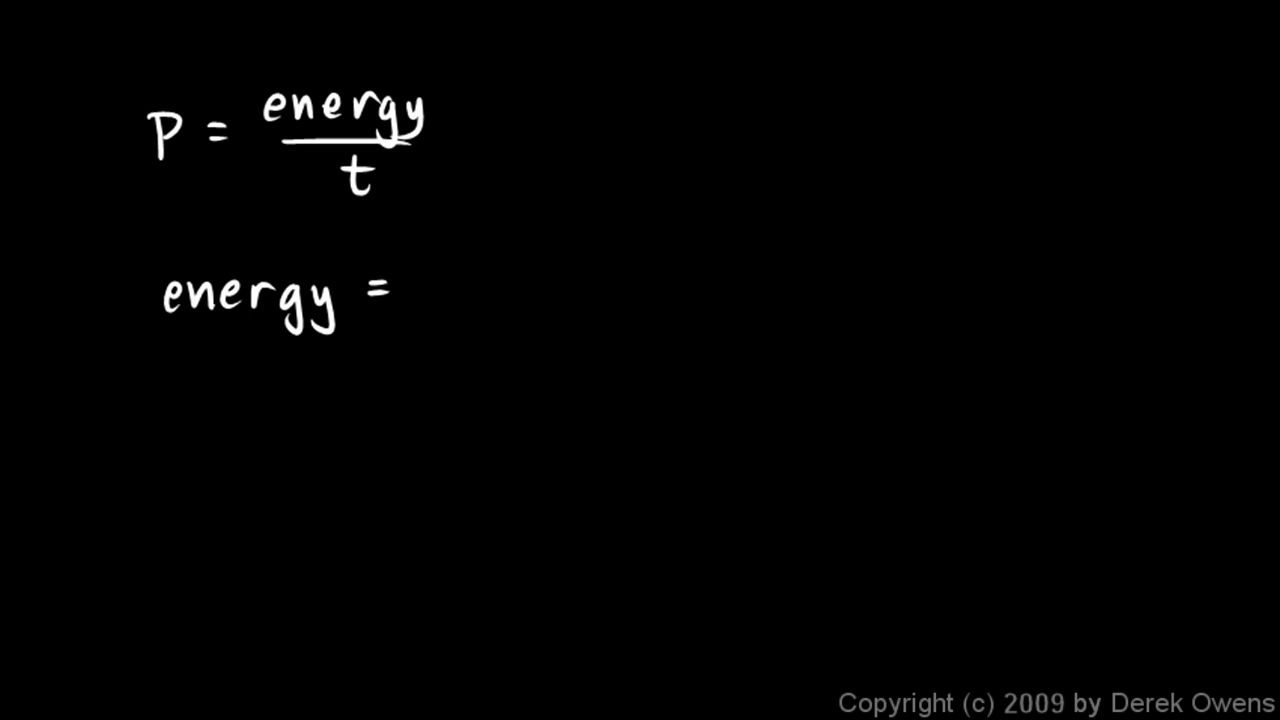 P = energy / t
energy =
Copyright (c) 2009 by Derek Owens